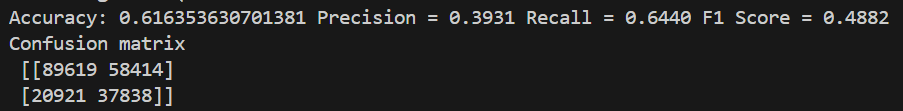 Accuracy: 0.616353630701381 Precision = 0.3931 Recall = 0.6440 F1 Score = 0.4882
Confusion matrix
[[89619 58414]
[20921 37838]]